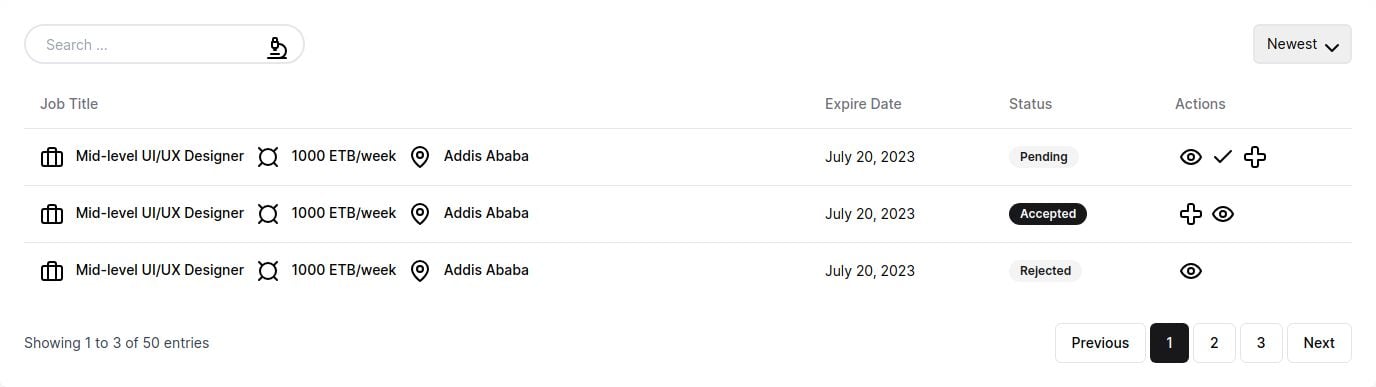 Search ...
Newest
Job Title Expire Date Status Actions
Mid-level UI/UX Designer 1000 ETB/week Addis Ababa July 20, 2023 Pending
Mid-level UI/UX Designer 1000 ETB/week Addis Ababa July 20, 2023 Accepted
Mid-level UI/UX Designer 1000 ETB/week Addis Ababa July 20, 2023 Rejected
Showing 1 to 3 of 50 entries Previous 1 2 3 Next